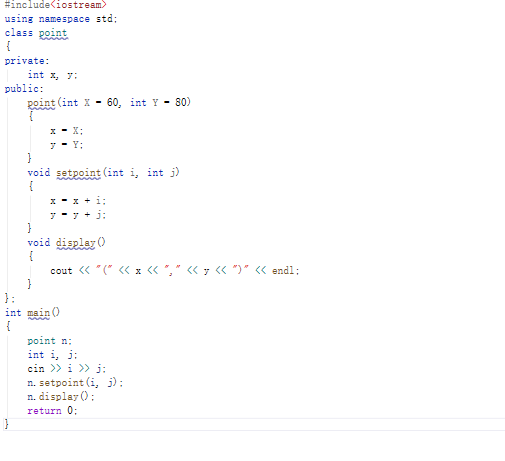 #include<iostream>
using namespace std;
class point
{
private:
int x, y;
public:
point(int X = 60, int Y = 80)
{
x = X;
y = Y;
}
void setpoint(int i, int j)
{
x = x + i;
y = y + j;
}
void display()
{
cout << "(" << x << "," << y << ")" << endl;
}
};
int main()
{
point n;
int i, j;
cin >> i >> j;
n.setpoint(i, j);
n.display();
return 0;
}